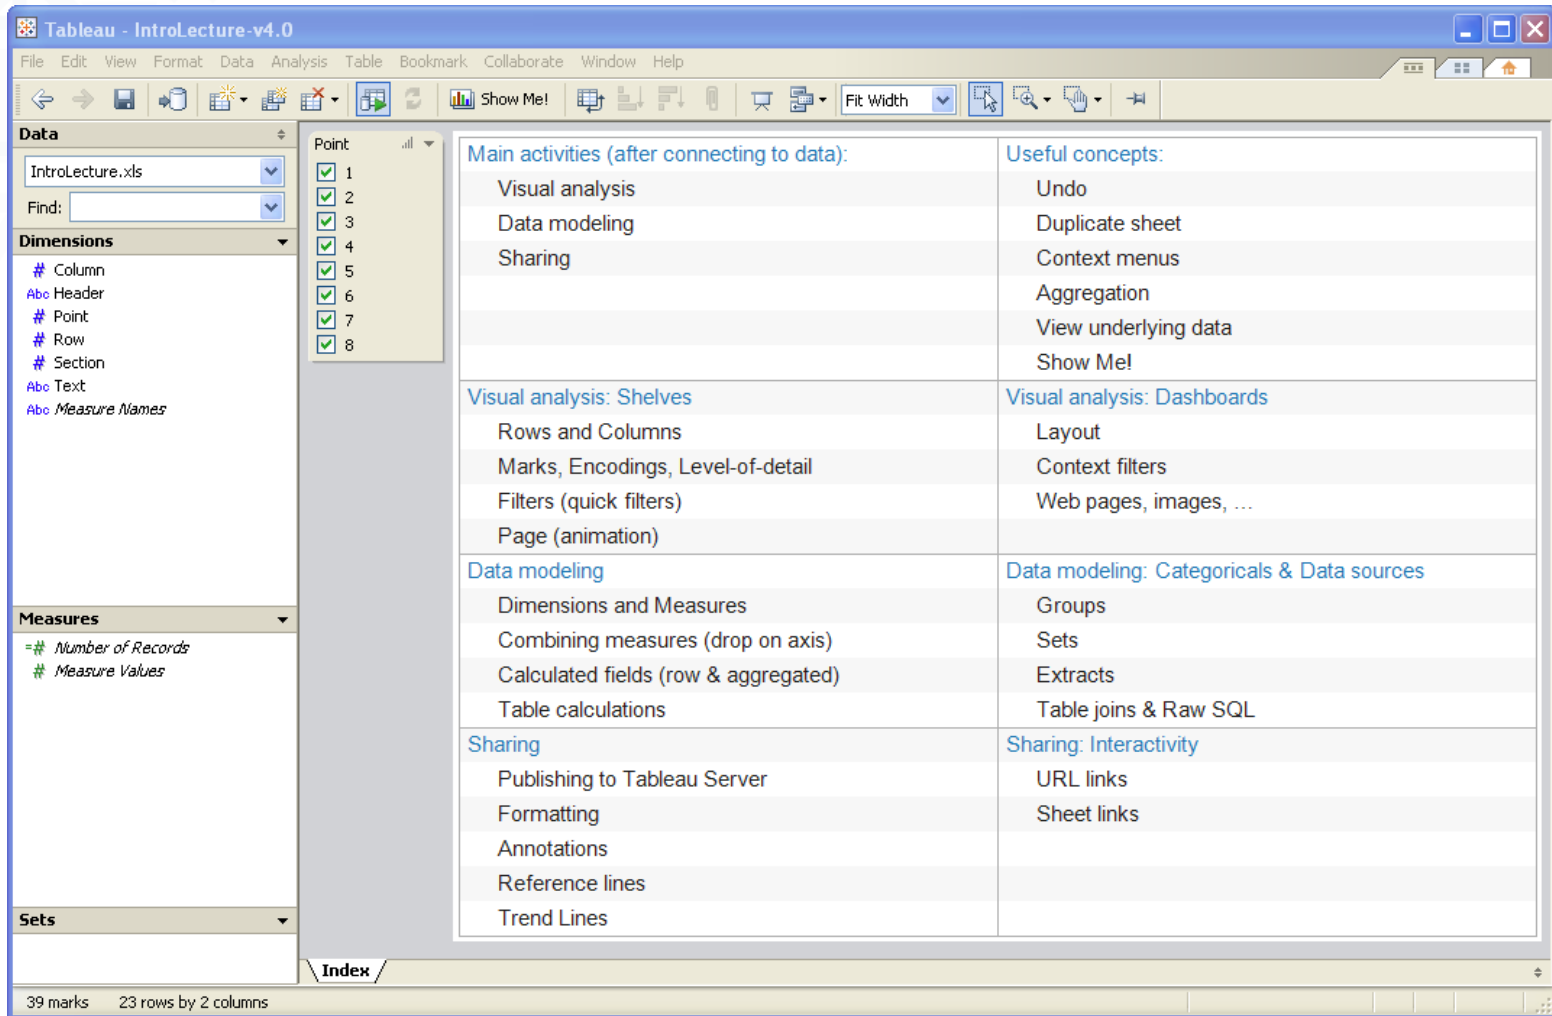 Tableau - IntroLecture-v4.0
File Edit View Format Data Analysis Table Bookmark Collaborate Window Help
Show Me! Fit Width
Data
IntroLecture.xls
Find:
Dimensions
# Column
Abc Header
# Point
# Row
# Section
Abc Text
Abc Measure Names
Measures
=# Number of Records
# Measure Values
Sets
Point
1
2
3
4
5
6
7
8
Main activities (after connecting to data):
Visual analysis
Data modeling
Sharing
Useful concepts:
Undo
Duplicate sheet
Context menus
Aggregation
View underlying data
Show Me!
Visual analysis: Shelves
Rows and Columns
Marks, Encodings, Level-of-detail
Filters (quick filters)
Page (animation)
Visual analysis: Dashboards
Layout
Context filters
Web pages, images, ...
Data modeling
Dimensions and Measures
Combining measures (drop on axis)
Calculated fields (row & aggregated)
Table calculations
Data modeling: Categoricals & Data sources
Groups
Sets
Extracts
Table joins & Raw SQL
Sharing
Publishing to Tableau Server
Formatting
Annotations
Reference lines
Trend Lines
Sharing: Interactivity
URL links
Sheet links
Index
39 marks 23 rows by 2 columns